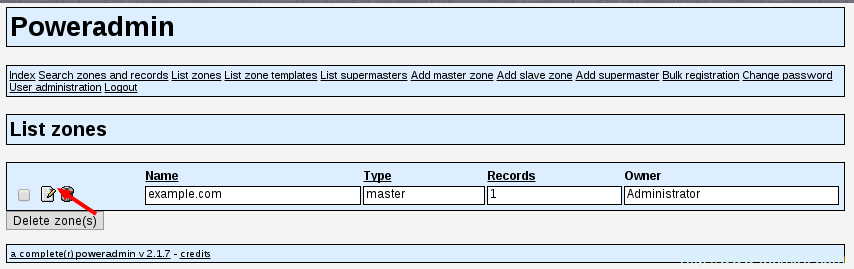 Poweradmin
Index Search zones and records List zones List zone templates List supermasters Add master zone Add slave zone Add supermaster Bulk registration Change password
User administration Logout
List zones
Name Type Records Owner
example.com master 1 Administrator
Delete zone(s)
a complete(r) poweradmin v 2.1.7 - credits